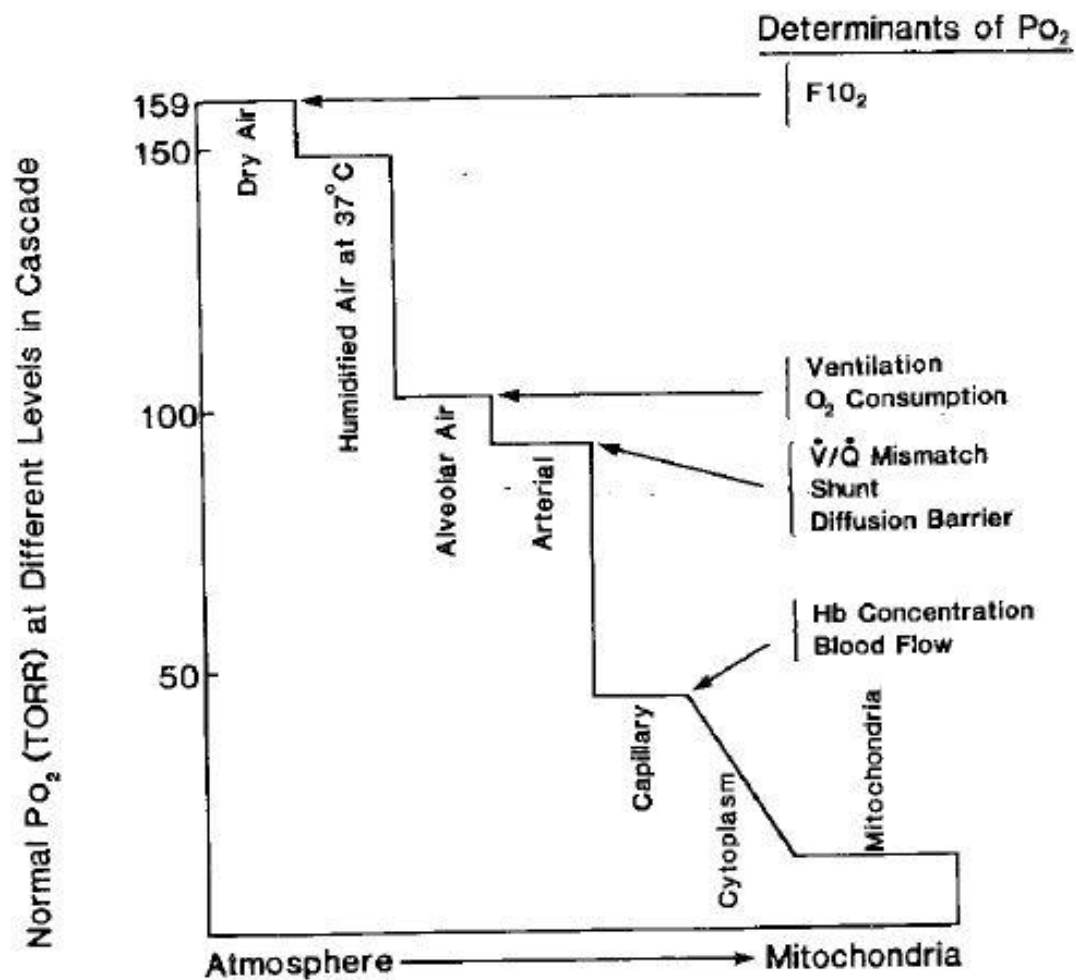 Determinants of PO₂
F1O₂
Ventilation
O₂ Consumption
V̇/Q̇ Mismatch
Shunt
Diffusion Barrier
Hb Concentration
Blood Flow
Normal PO₂ (TORR) at Different Levels in Cascade
159
150
100
50
Dry Air
Humidified Air at 37°C
Alveolar Air
Arterial
Capillary
Cytoplasm
Mitochondria
Atmosphere
Mitochondria